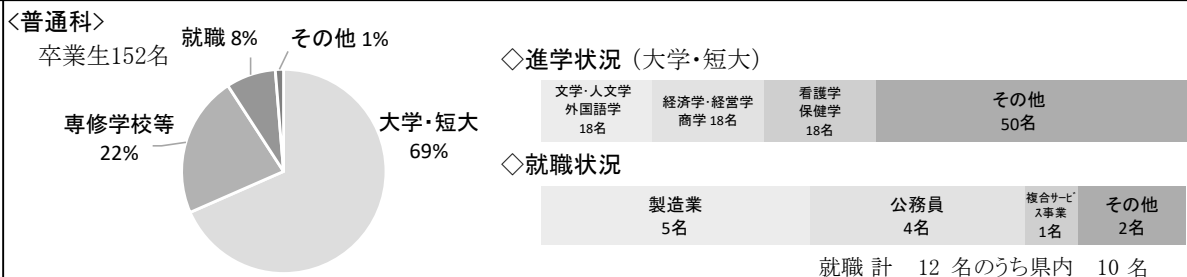 <普通科>
卒業生152名
就職 8%
その他 1%
専修学校等
22%
大学・短大
69%
◇進学状況（大学・短大）
文学・人文学
外国語学
18名
経済学・経営学
商学 18名
看護学
保健学
18名
その他
50名
◇就職状況
製造業
5名
公務員
4名
複合サービ
ス事業
1名
その他
2名
就職 計　12 名のうち県内　10 名